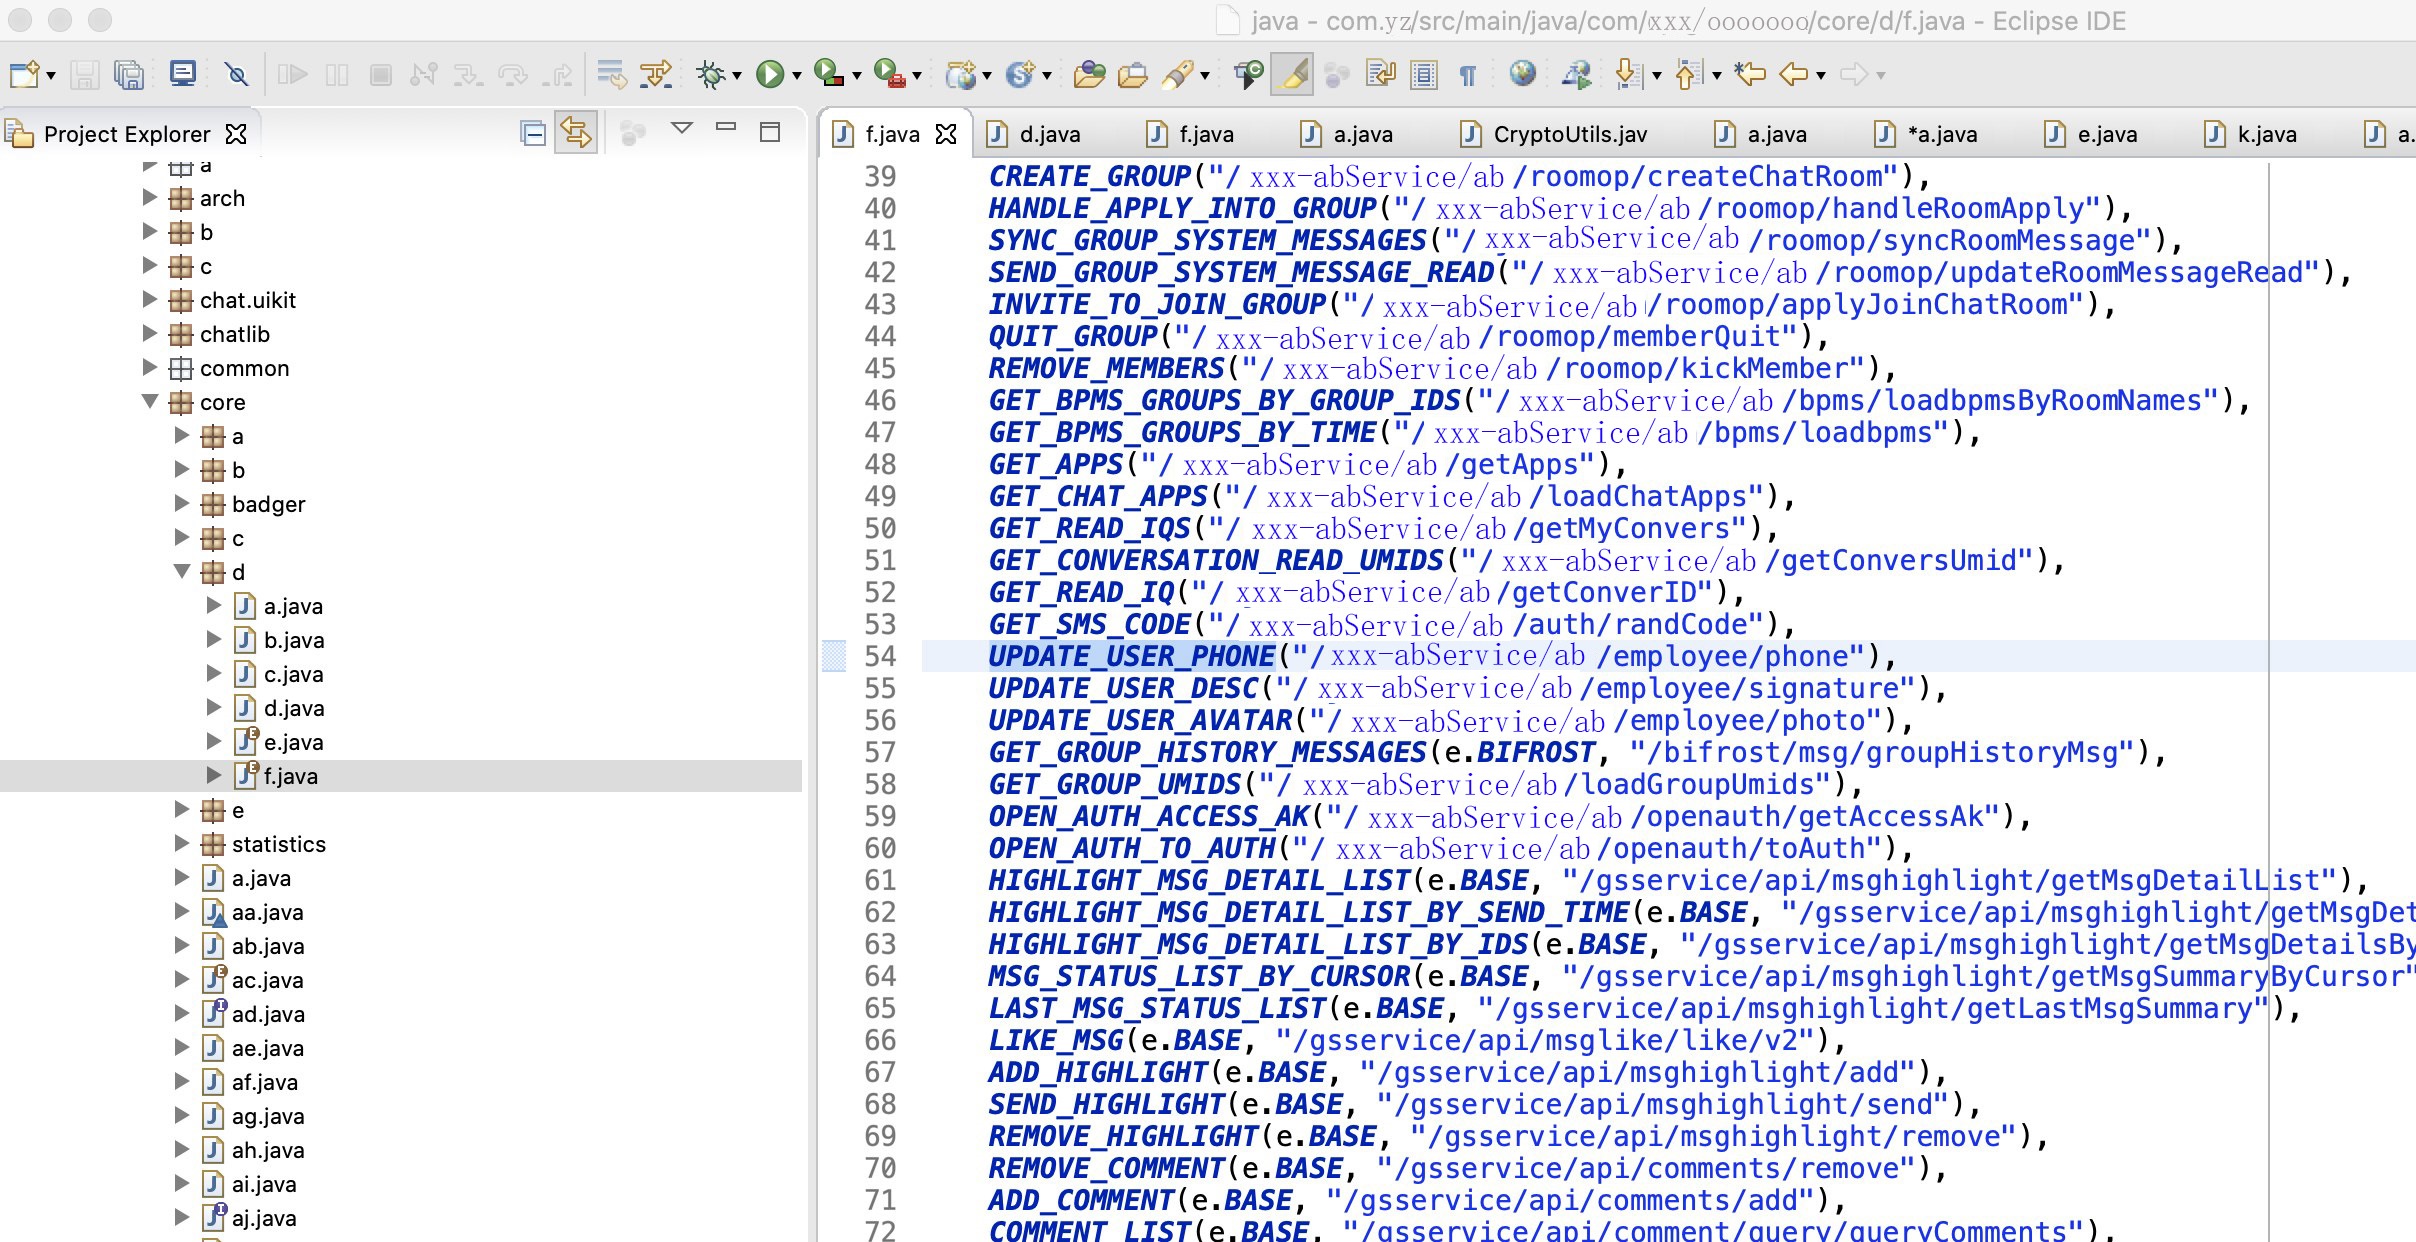 java - com.yz/src/main/java/com/xxx/ooooooo/core/d/f.java - Eclipse IDE
Project Explorer
f.java
d.java
f.java
a.java
CryptoUtils.jav
a.java
*a.java
e.java
k.java
a.
a
arch
b
c
chat.uikit
chatlib
common
core
a
b
badger
c
d
a.java
b.java
c.java
d.java
e.java
f.java
e
statistics
a.java
aa.java
ab.java
ac.java
ad.java
ae.java
af.java
ag.java
ah.java
ai.java
aj.java
39 CREATE_GROUP("/ xxx-abService/ab /roomop/createChatRoom"),
40 HANDLE_APPLY_INTO_GROUP("/ xxx-abService/ab /roomop/handleRoomApply"),
41 SYNC_GROUP_SYSTEM_MESSAGES("/ xxx-abService/ab /roomop/syncRoomMessage"),
42 SEND_GROUP_SYSTEM_MESSAGE_READ("/ xxx-abService/ab /roomop/updateRoomMessageRead"),
43 INVITE_TO_JOIN_GROUP("/ xxx-abService/ab /roomop/applyJoinChatRoom"),
44 QUIT_GROUP("/ xxx-abService/ab /roomop/memberQuit"),
45 REMOVE_MEMBERS("/ xxx-abService/ab /roomop/kickMember"),
46 GET_BPMS_GROUPS_BY_GROUP_IDS("/ xxx-abService/ab /bpms/loadbpmsByRoomNames"),
47 GET_BPMS_GROUPS_BY_TIME("/ xxx-abService/ab /bpms/loadbpms"),
48 GET_APPS("/ xxx-abService/ab /getApps"),
49 GET_CHAT_APPS("/ xxx-abService/ab /loadChatApps"),
50 GET_READ_IQS("/ xxx-abService/ab /getMyConvers"),
51 GET_CONVERSATION_READ_UMIDS("/ xxx-abService/ab /getConversUmid"),
52 GET_READ_IQ("/ xxx-abService/ab /getConverID"),
53 GET_SMS_CODE("/ xxx-abService/ab /auth/randCode"),
54 UPDATE_USER_PHONE("/ xxx-abService/ab /employee/phone"),
55 UPDATE_USER_DESC("/ xxx-abService/ab /employee/signature"),
56 UPDATE_USER_AVATAR("/ xxx-abService/ab /employee/photo"),
57 GET_GROUP_HISTORY_MESSAGES(e.BIFROST, "/bifrost/msg/groupHistoryMsg"),
58 GET_GROUP_UMIDS("/ xxx-abService/ab /loadGroupUmids"),
59 OPEN_AUTH_ACCESS_AK("/ xxx-abService/ab /openauth/getAccessAk"),
60 OPEN_AUTH_TO_AUTH("/ xxx-abService/ab /openauth/toAuth"),
61 HIGHLIGHT_MSG_DETAIL_LIST(e.BASE, "/gsservice/api/msghighlight/getMsgDetailList"),
62 HIGHLIGHT_MSG_DETAIL_LIST_BY_SEND_TIME(e.BASE, "/gsservice/api/msghighlight/getMsgDet
63 HIGHLIGHT_MSG_DETAIL_LIST_BY_IDS(e.BASE, "/gsservice/api/msghighlight/getMsgDetailsBy
64 MSG_STATUS_LIST_BY_CURSOR(e.BASE, "/gsservice/api/msghighlight/getMsgSummaryByCursor"
65 LAST_MSG_STATUS_LIST(e.BASE, "/gsservice/api/msghighlight/getLastMsgSummary"),
66 LIKE_MSG(e.BASE, "/gsservice/api/msglike/like/v2"),
67 ADD_HIGHLIGHT(e.BASE, "/gsservice/api/msghighlight/add"),
68 SEND_HIGHLIGHT(e.BASE, "/gsservice/api/msghighlight/send"),
69 REMOVE_HIGHLIGHT(e.BASE, "/gsservice/api/msghighlight/remove"),
70 REMOVE_COMMENT(e.BASE, "/gsservice/api/comments/remove"),
71 ADD_COMMENT(e.BASE, "/gsservice/api/comments/add"),
72 COMMENT_LIST(e.BASE, "/gsservice/api/comment/query/queryComments"),